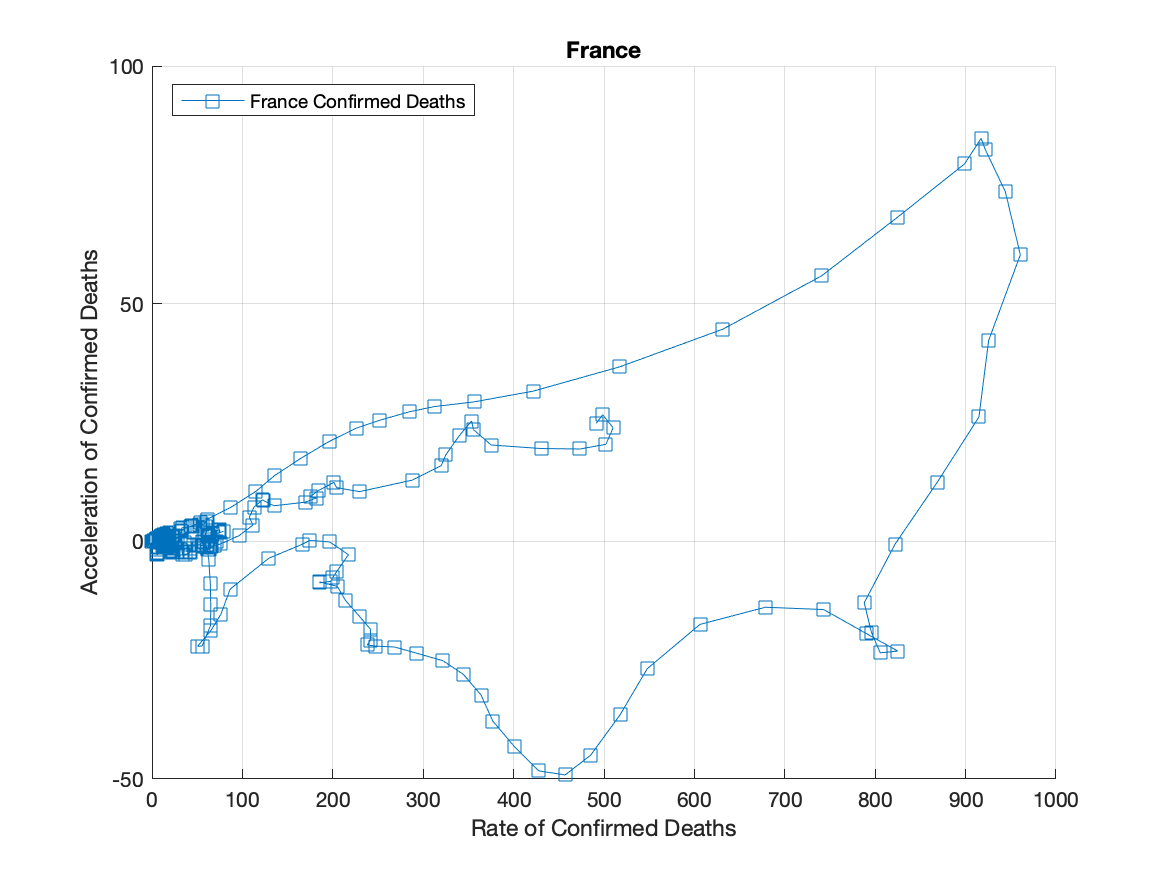 France
France Confirmed Deaths
Acceleration of Confirmed Deaths
100
50
0
-50
0 100 200 300 400 500 600 700 800 900 1000
Rate of Confirmed Deaths